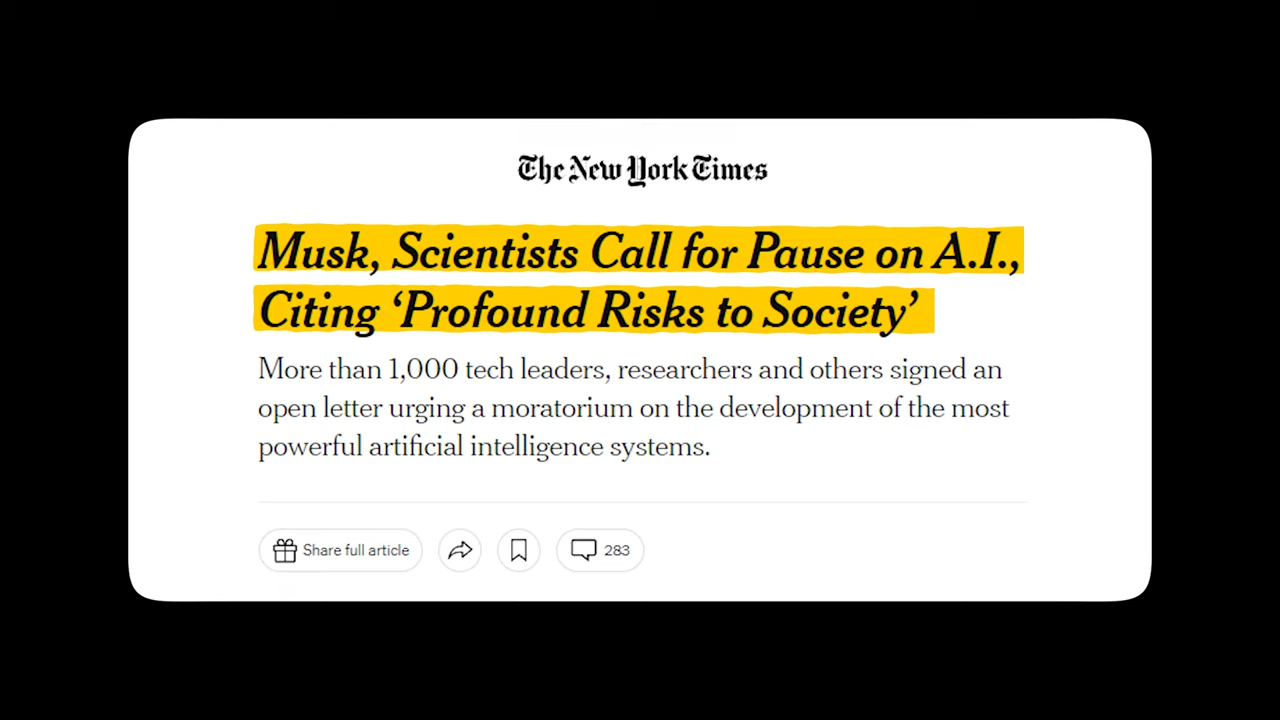 The New York Times
Musk, Scientists Call for Pause on A.I.,
Citing ‘Profound Risks to Society’
More than 1,000 tech leaders, researchers and others signed an
open letter urging a moratorium on the development of the most
powerful artificial intelligence systems.
Share full article 283